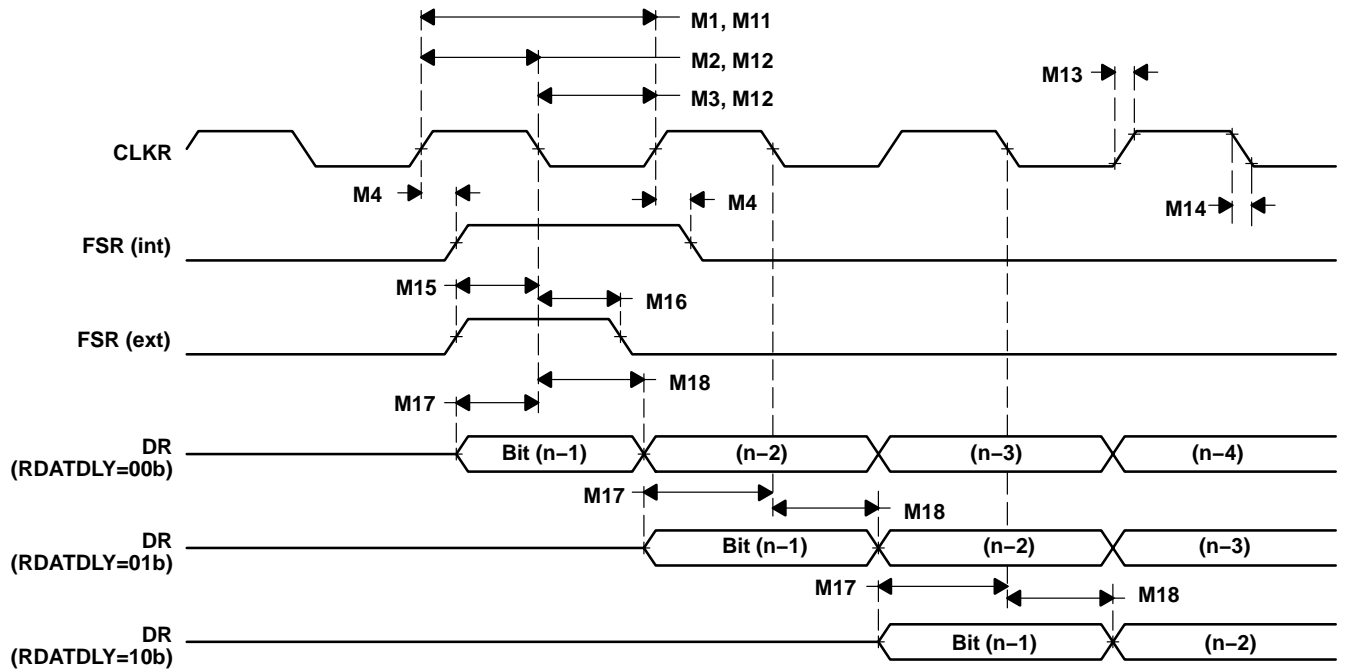 M1, M11
M2, M12
M13
M3, M12
CLKR
M4
M4
M14
FSR (int)
M15
M16
FSR (ext)
M18
M17
DR
(RDATDLY=00b)
Bit (n−1)
(n−2)
(n−3)
(n−4)
M17
M18
DR
(RDATDLY=01b)
Bit (n−1)
(n−2)
(n−3)
M17
M18
DR
(RDATDLY=10b)
Bit (n−1)
(n−2)